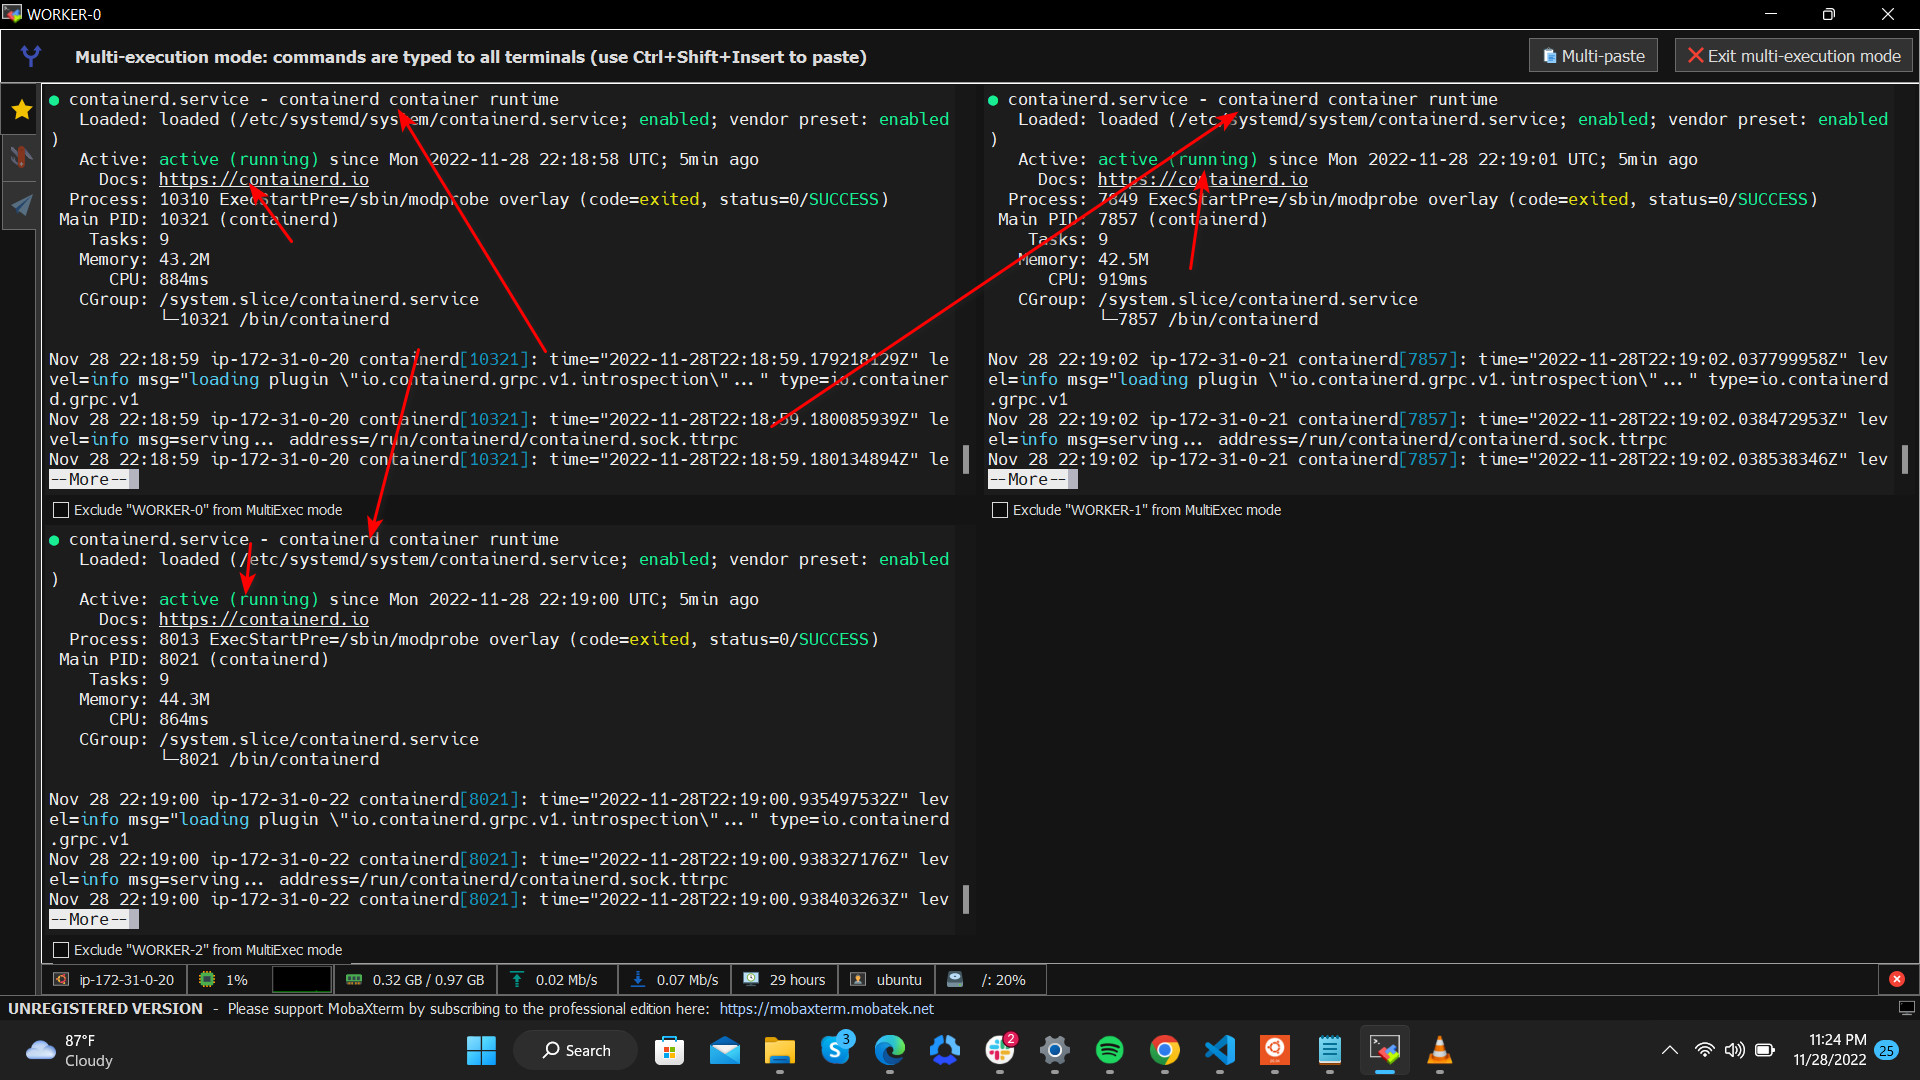 WORKER-0
Multi-execution mode: commands are typed to all terminals (use Ctrl+Shift+Insert to paste)
Multi-paste
Exit multi-execution mode
● containerd.service - containerd container runtime
Loaded: loaded (/etc/systemd/system/containerd.service; enabled; vendor preset: enabled
)
Active: active (running) since Mon 2022-11-28 22:18:58 UTC; 5min ago
Docs: https://containerd.io
Process: 10310 ExecStartPre=/sbin/modprobe overlay (code=exited, status=0/SUCCESS)
Main PID: 10321 (containerd)
Tasks: 9
Memory: 43.2M
CPU: 884ms
CGroup: /system.slice/containerd.service
└─10321 /bin/containerd
Nov 28 22:18:59 ip-172-31-0-20 containerd[10321]: time="2022-11-28T22:18:59.179218129Z" le
vel=info msg="loading plugin \"io.containerd.grpc.v1.introspection\"..." type=io.container
d.grpc.v1
Nov 28 22:18:59 ip-172-31-0-20 containerd[10321]: time="2022-11-28T22:18:59.180085939Z" le
vel=info msg=serving... address=/run/containerd/containerd.sock.ttrpc
Nov 28 22:18:59 ip-172-31-0-20 containerd[10321]: time="2022-11-28T22:18:59.180134894Z" le
--More--
Exclude "WORKER-0" from MultiExec mode
● containerd.service - containerd container runtime
Loaded: loaded (/etc/systemd/system/containerd.service; enabled; vendor preset: enabled
)
Active: active (running) since Mon 2022-11-28 22:19:01 UTC; 5min ago
Docs: https://containerd.io
Process: 7849 ExecStartPre=/sbin/modprobe overlay (code=exited, status=0/SUCCESS)
Main PID: 7857 (containerd)
Tasks: 9
Memory: 42.5M
CPU: 919ms
CGroup: /system.slice/containerd.service
└─7857 /bin/containerd
Nov 28 22:19:02 ip-172-31-0-21 containerd[7857]: time="2022-11-28T22:19:02.037799958Z" lev
el=info msg="loading plugin \"io.containerd.grpc.v1.introspection\"..." type=io.containerd
.grpc.v1
Nov 28 22:19:02 ip-172-31-0-21 containerd[7857]: time="2022-11-28T22:19:02.038472953Z" lev
el=info msg=serving... address=/run/containerd/containerd.sock.ttrpc
Nov 28 22:19:02 ip-172-31-0-21 containerd[7857]: time="2022-11-28T22:19:02.038538346Z" lev
--More--
Exclude "WORKER-1" from MultiExec mode
● containerd.service - containerd container runtime
Loaded: loaded (/etc/systemd/system/containerd.service; enabled; vendor preset: enabled
)
Active: active (running) since Mon 2022-11-28 22:19:00 UTC; 5min ago
Docs: https://containerd.io
Process: 8013 ExecStartPre=/sbin/modprobe overlay (code=exited, status=0/SUCCESS)
Main PID: 8021 (containerd)
Tasks: 9
Memory: 44.3M
CPU: 864ms
CGroup: /system.slice/containerd.service
└─8021 /bin/containerd
Nov 28 22:19:00 ip-172-31-0-22 containerd[8021]: time="2022-11-28T22:19:00.935497532Z" lev
el=info msg="loading plugin \"io.containerd.grpc.v1.introspection\"..." type=io.containerd
.grpc.v1
Nov 28 22:19:00 ip-172-31-0-22 containerd[8021]: time="2022-11-28T22:19:00.938327176Z" lev
el=info msg=serving... address=/run/containerd/containerd.sock.ttrpc
Nov 28 22:19:00 ip-172-31-0-22 containerd[8021]: time="2022-11-28T22:19:00.938403263Z" lev
--More--
Exclude "WORKER-2" from MultiExec mode
ip-172-31-0-20 1% 0.32 GB / 0.97 GB 0.02 Mb/s 0.07 Mb/s 29 hours ubuntu /: 20%
UNREGISTERED VERSION - Please support MobaXterm by subscribing to the professional edition here: https://mobaxterm.mobatek.net
87°F
Cloudy
Search
3
2
11:24 PM
11/28/2022
25